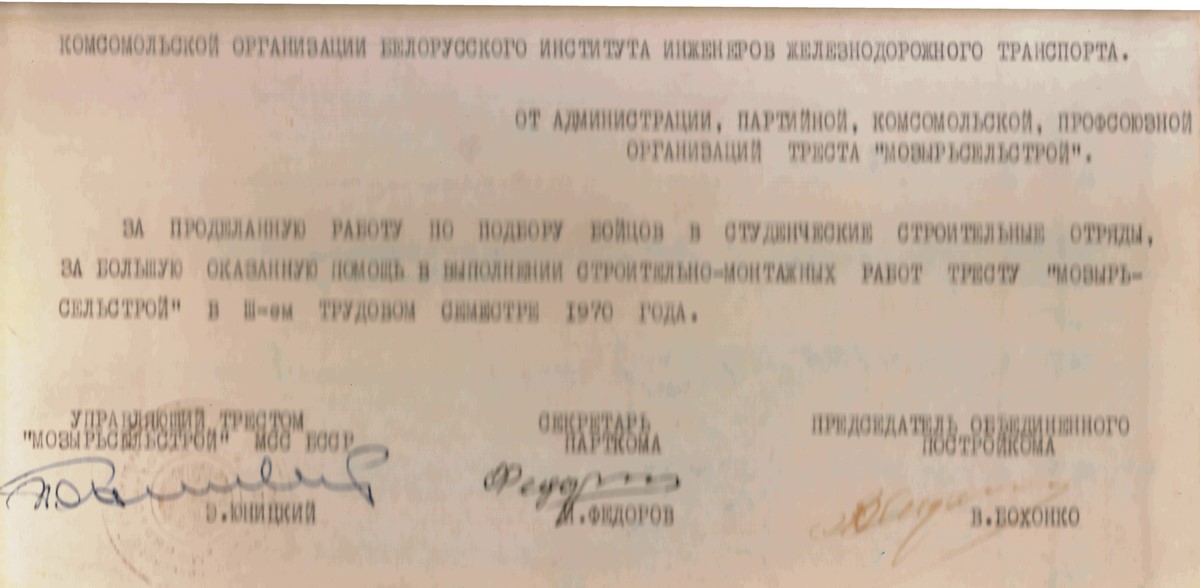 КОМСОМОЛЬСКОЙ ОРГАНИЗАЦИИ БЕЛОРУССКОГО ИНСТИТУТА ИНЖЕНЕРОВ ЖЕЛЕЗНОДОРОЖНОГО ТРАНСПОРТА.
ОТ АДМИНИСТРАЦИИ, ПАРТИЙНОЙ, КОМСОМОЛЬСКОЙ, ПРОФСОЮЗНОЙ
ОРГАНИЗАЦИЙ ТРЕСТА "МОЗЫРЬСЕЛЬСТРОЙ".
ЗА ПРОДЕЛАННУЮ РАБОТУ ПО ПОДБОРУ БОЙЦОВ В СТУДЕНЧЕСКИЕ СТРОИТЕЛЬНЫЕ ОТРЯДЫ,
ЗА БОЛЬШУЮ ОКАЗАННУЮ ПОМОЩЬ В ВЫПОЛНЕНИИ СТРОИТЕЛЬНО-МОНТАЖНЫХ РАБОТ ТРЕСТУ "МОЗЫРЬ-
СЕЛЬСТРОЙ" В Ш-ем ТРУДОВОМ СЕМЕСТРЕ 1970 ГОДА.
УПРАВЛЯЮЩИЙ ТРЕСТОМ
"МОЗЫРЬСЕЛЬСТРОЙ" МСС БССР
Э.ЮНИЦКИЙ
СЕКРЕТАРЬ
ПАРТКОМА
И.ФЕДОРОВ
ПРЕДСЕДАТЕЛЬ ОБЪЕДИНЕННОГО
ПОСТРОЙКОМА
В.БОХОНКО